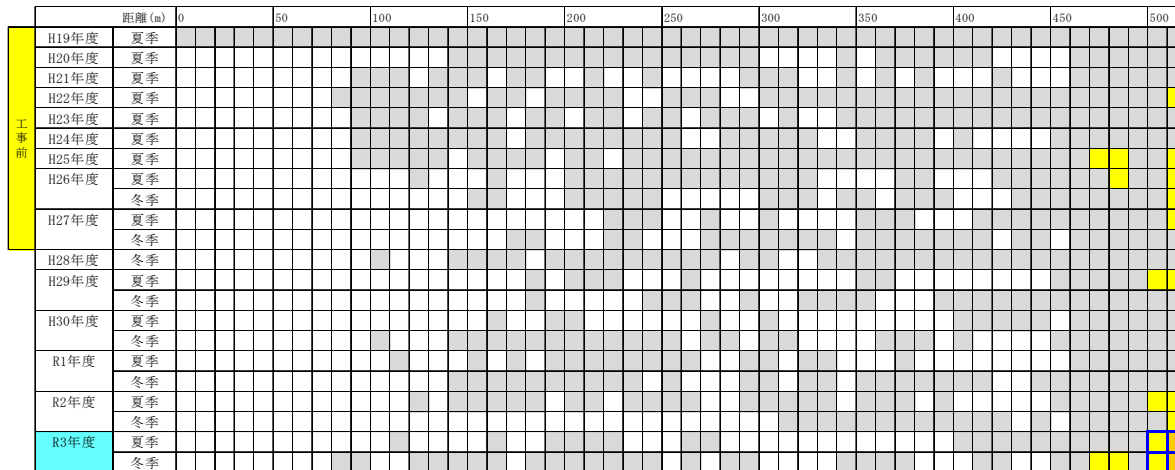 距離(m) 0 50 100 150 200 250 300 350 400 450 500
工事前
H19年度 夏季
H20年度 夏季
H21年度 夏季
H22年度 夏季
H23年度 夏季
H24年度 夏季
H25年度 夏季
H26年度 夏季
冬季
H27年度 夏季
冬季
H28年度 冬季
H29年度 夏季
冬季
H30年度 夏季
冬季
R1年度 夏季
冬季
R2年度 夏季
冬季
R3年度 夏季
冬季